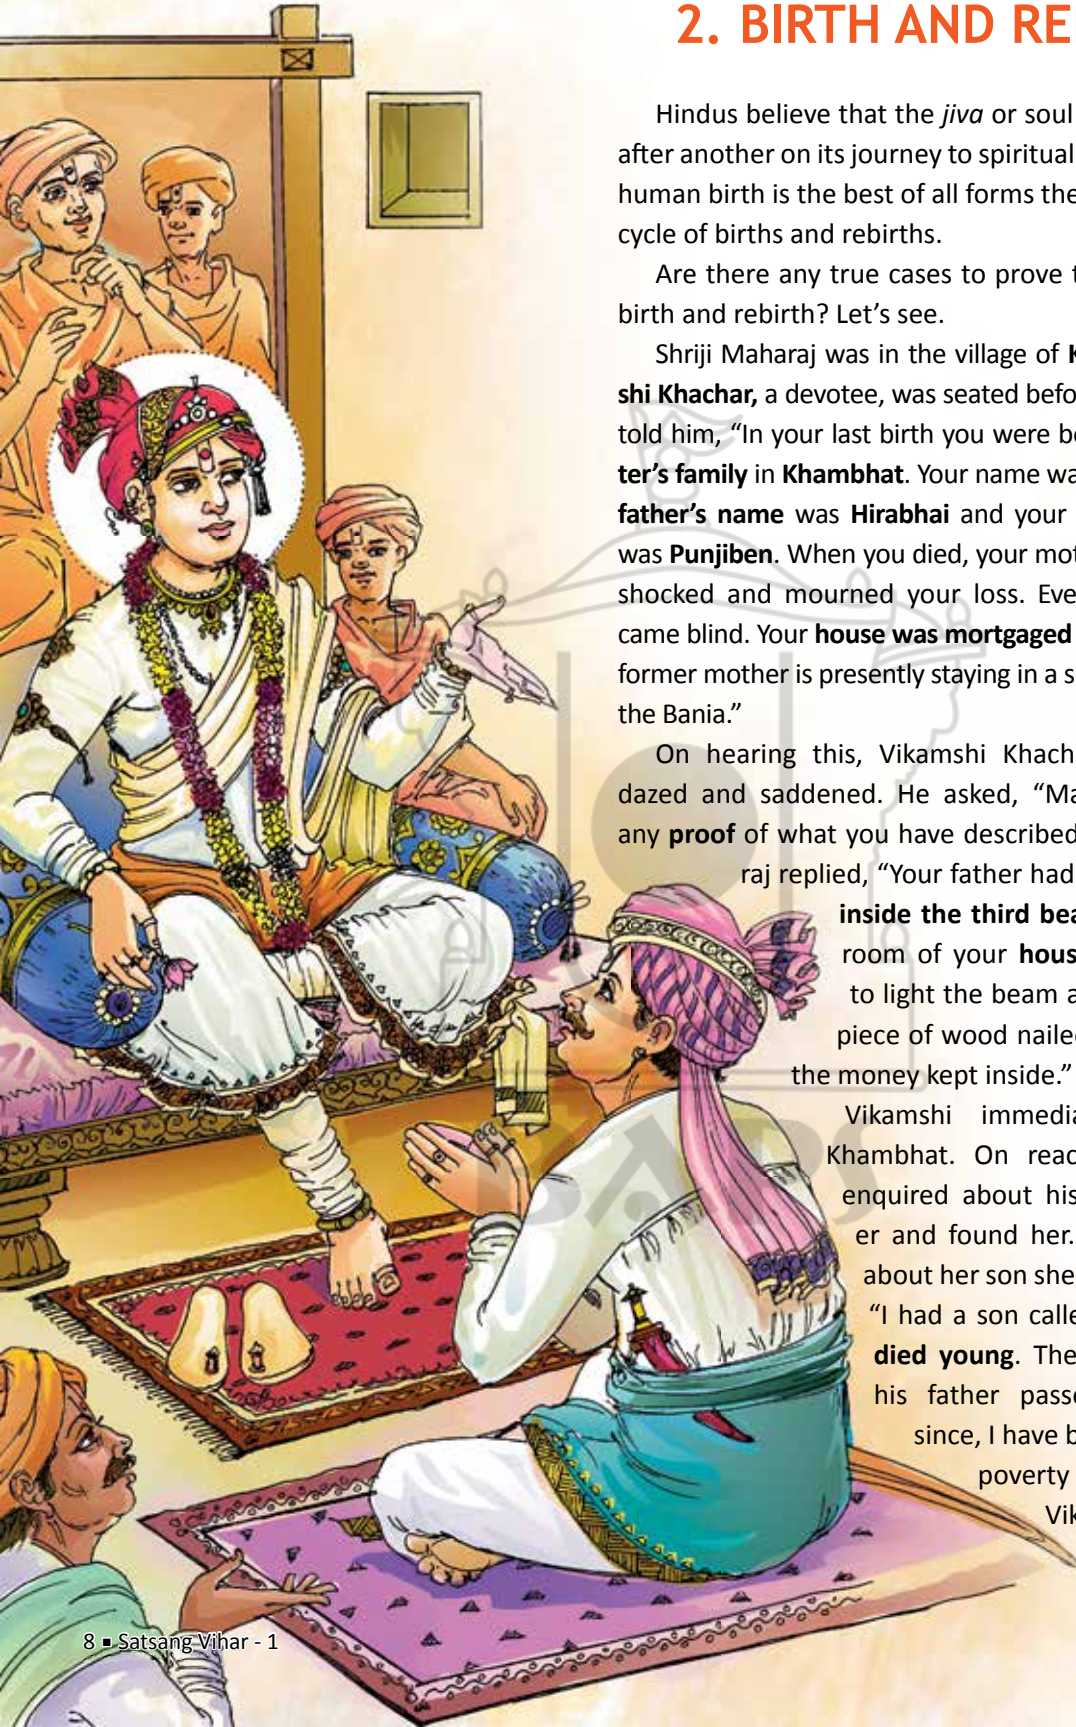 2. BIRTH AND RE
Hindus believe that the jiva or soul
after another on its journey to spiritual
human birth is the best of all forms the
cycle of births and rebirths.
Are there any true cases to prove t
birth and rebirth? Let’s see.
Shriji Maharaj was in the village of K
shi Khachar, a devotee, was seated befo
told him, “In your last birth you were b
ter’s family in Khambhat. Your name wa
father’s name was Hirabhai and your
was Punjiben. When you died, your mot
shocked and mourned your loss. Eve
came blind. Your house was mortgaged
former mother is presently staying in a s
the Bania.”
On hearing this, Vikamshi Khach
dazed and saddened. He asked, “Ma
any proof of what you have described
raj replied, “Your father had
inside the third bea
room of your hous
to light the beam a
piece of wood naile
the money kept inside.”
Vikamshi immedia
Khambhat. On reac
enquired about his
er and found her.
about her son she
“I had a son calle
died young. The
his father passe
since, I have b
poverty
Vik
BAPS
8 ▪ Satsang Vihar - 1